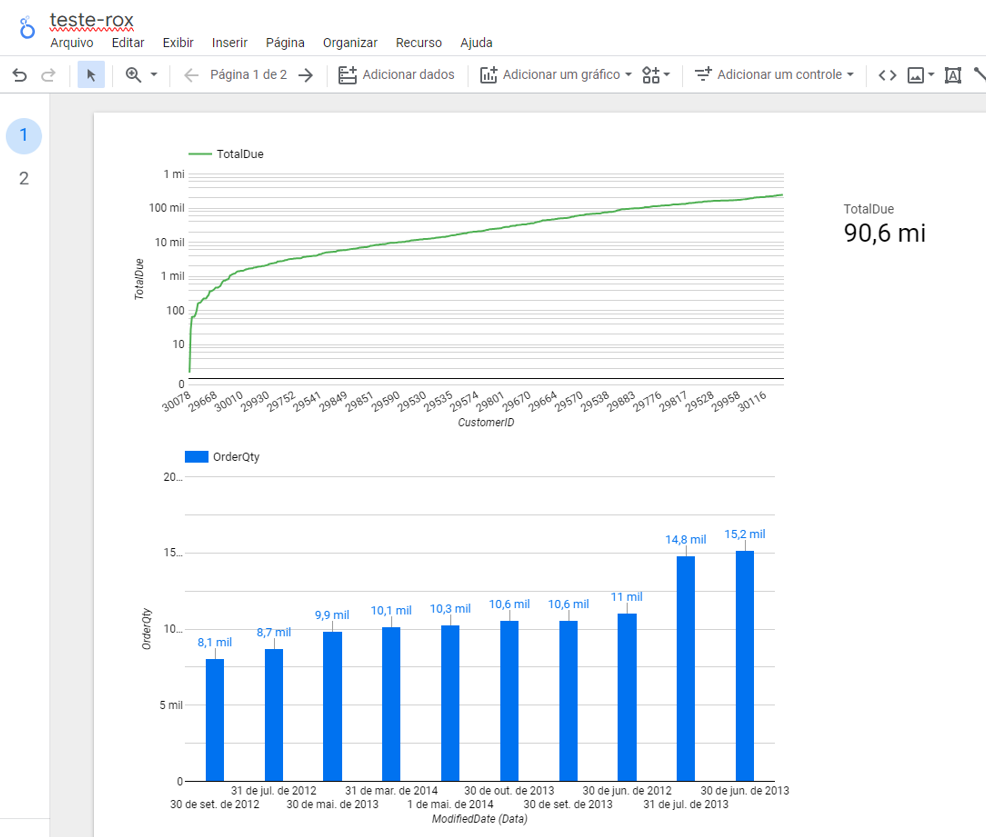 teste-rox
Arquivo Editar Exibir Inserir Página Organizar Recurso Ajuda
Página 1 de 2 Adicionar dados Adicionar um gráfico Adicionar um controle
1
2
TotalDue
1 mi
100 mil
10 mil
1 mil
100
10
0
TotalDue
30078 29668 30010 29930 29752 29541 29849 29851 29590 29530 29535 29574 29801 29670 29664 29570 29538 29883 29776 29817 29528 29958 30116
CustomerID
TotalDue
90,6 mi
OrderQty
20...
15...
10...
5 mil
0
OrderQty
8,1 mil 8,7 mil 9,9 mil 10,1 mil 10,3 mil 10,6 mil 10,6 mil 11 mil 14,8 mil 15,2 mil
31 de jul. de 2012 31 de mar. de 2014 30 de out. de 2013 30 de jun. de 2012 30 de jun. de 2013
30 de set. de 2012 30 de mai. de 2013 1 de mai. de 2014 30 de set. de 2013 31 de jul. de 2013
ModifiedDate (Data)